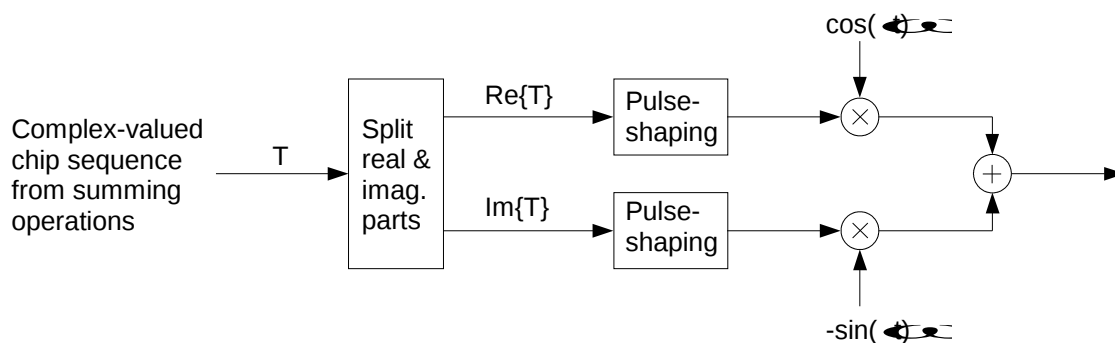 cos( t)
Complex-valued
chip sequence
from summing
operations
T
Split
real &
imag.
parts
Re{T}
Im{T}
Pulse-
shaping
Pulse-
shaping
×
×
+
-sin( t)